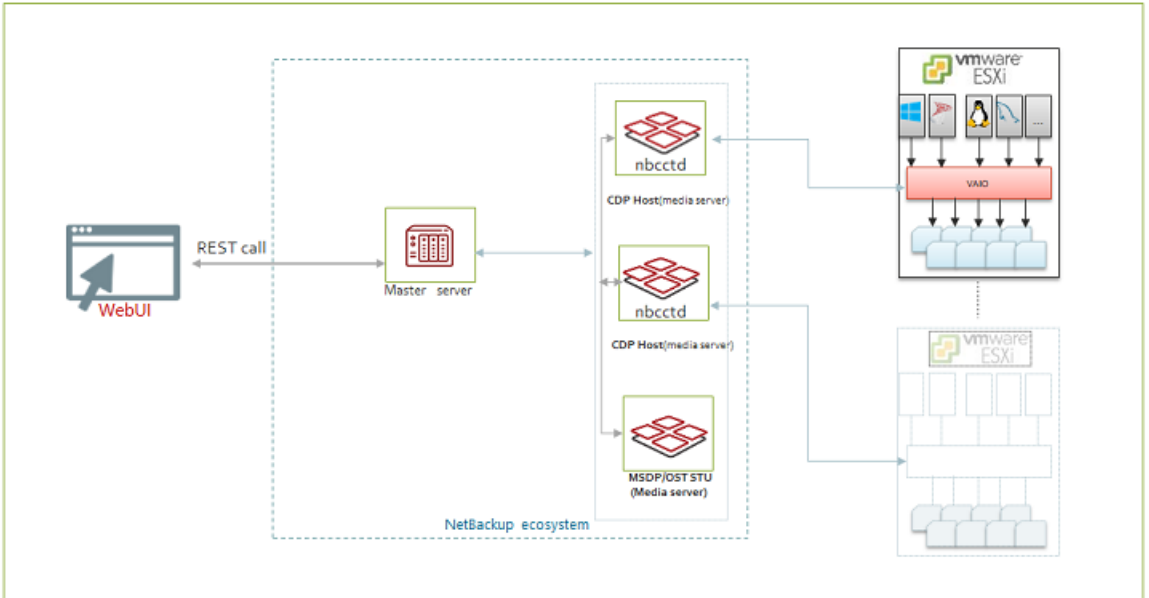 vmware
ESXi
...
VAIO
nbcctd
CDP Host(media server)
REST call
WebUI
Master server
nbcctd
CDP Host(media server)
vmware
ESXi
MSDP/OST STU
(Media server)
NetBackup ecosystem